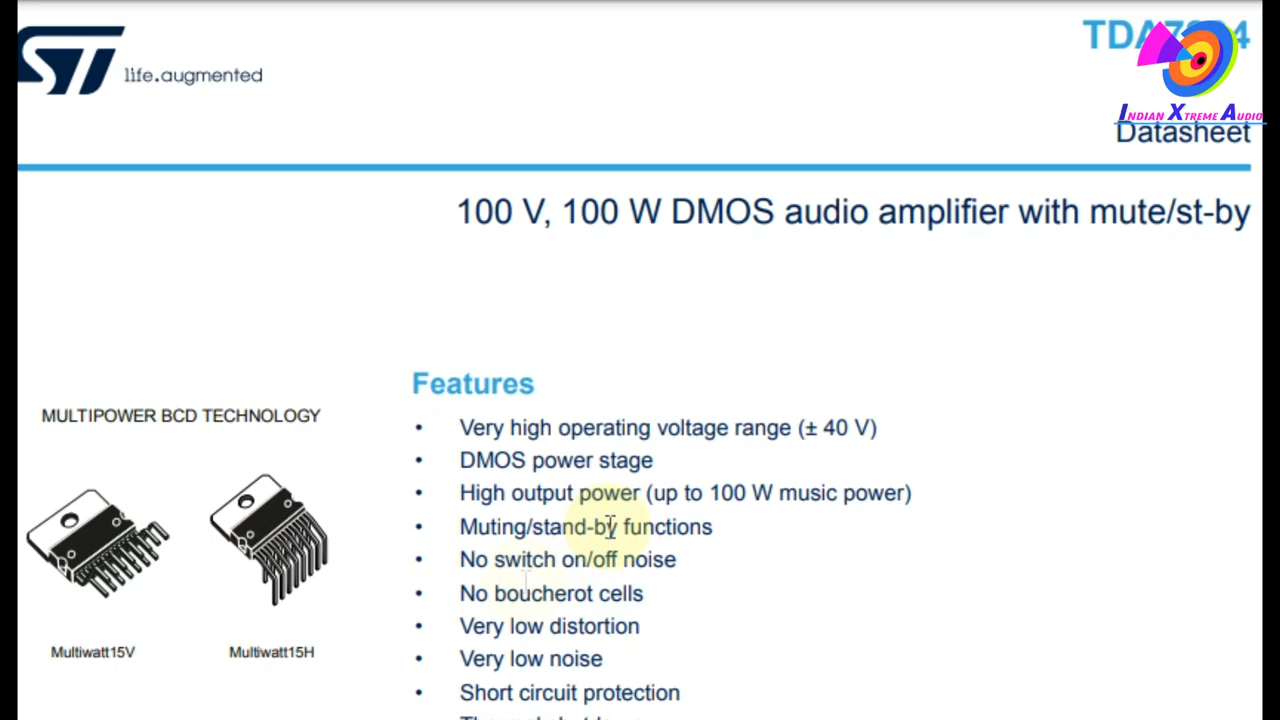 ST life.augmented
INDIAN XTREME AUDIO
Datasheet
100 V, 100 W DMOS audio amplifier with mute/st-by
Features
MULTIPOWER BCD TECHNOLOGY
• Very high operating voltage range (± 40 V)
• DMOS power stage
• High output power (up to 100 W music power)
• Muting/stand-by functions
• No switch on/off noise
• No boucherot cells
• Very low distortion
• Very low noise
• Short circuit protection
Multiwatt15V
Multiwatt15H